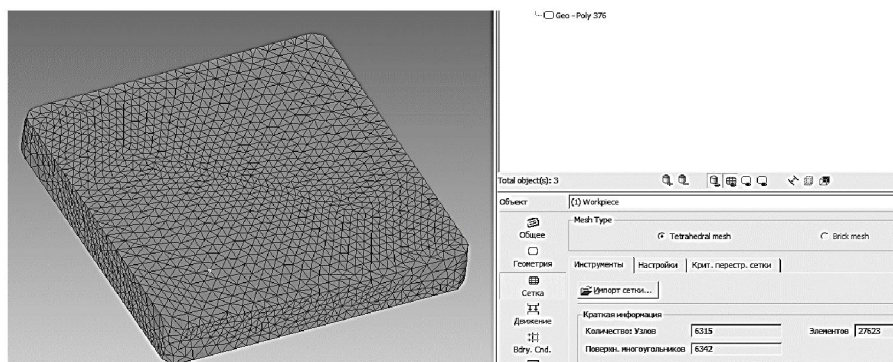 Geo - Poly 376
Total object(s): 3
Объект
(1) Workpiece
Общее
Mesh Type
Tetrahedral mesh
Brick mesh
Геометрия
Инструменты
Настройки
Крит. перестр. сетки
Сетка
Импорт сетки...
Движение
Краткая информация
Количество: Узлов
6315
Элементов
27623
Bdry. Cnd.
Поверхн. многоугольников
6342